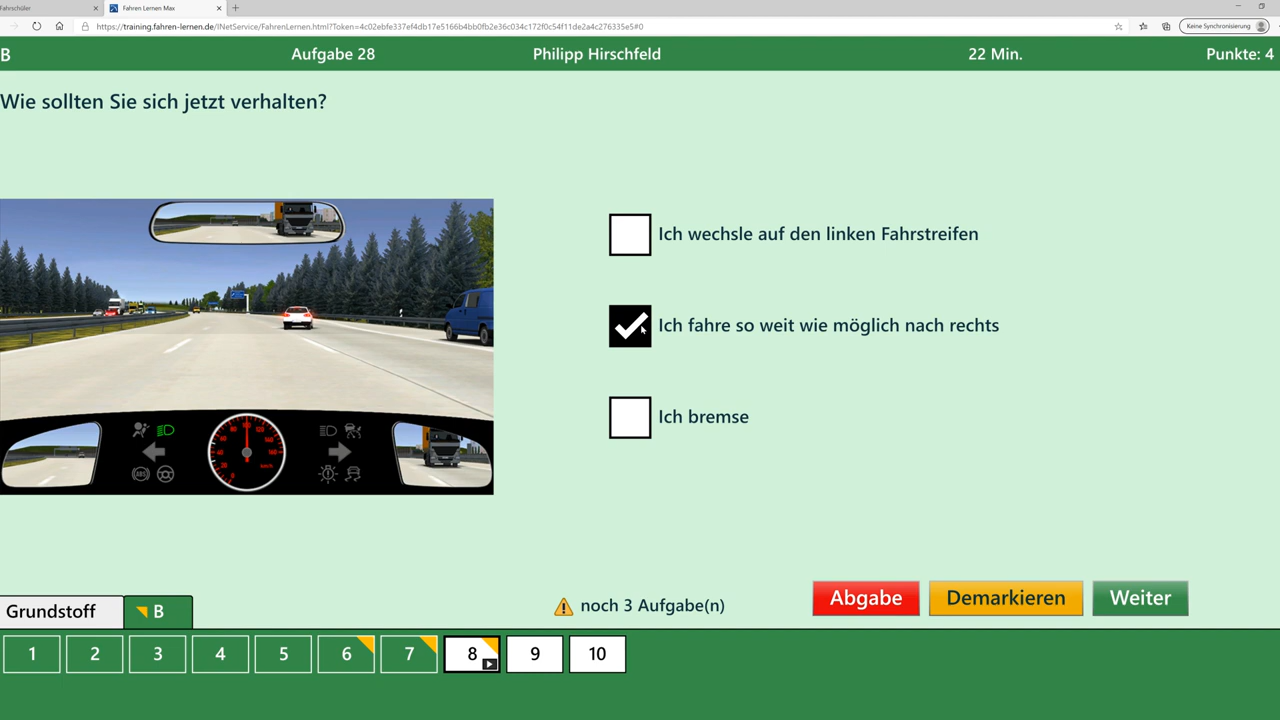 Fahrschüler
Fahren Lernen Max
https://training.fahren-lernen.de/INetService/FahrenLernen.html?Token=4c02ebfe337ef4db17e5166b4bb0fb2e36c034c172f0c54f11de2a4c276335e5#0
Keine Synchronisierung
B
Aufgabe 28
Philipp Hirschfeld
22 Min.
Punkte: 4
Wie sollten Sie sich jetzt verhalten?
Ich wechsle auf den linken Fahrstreifen
Ich fahre so weit wie möglich nach rechts
Ich bremse
Grundstoff
B
noch 3 Aufgabe(n)
Abgabe
Demarkieren
Weiter
1 2 3 4 5 6 7 8 9 10